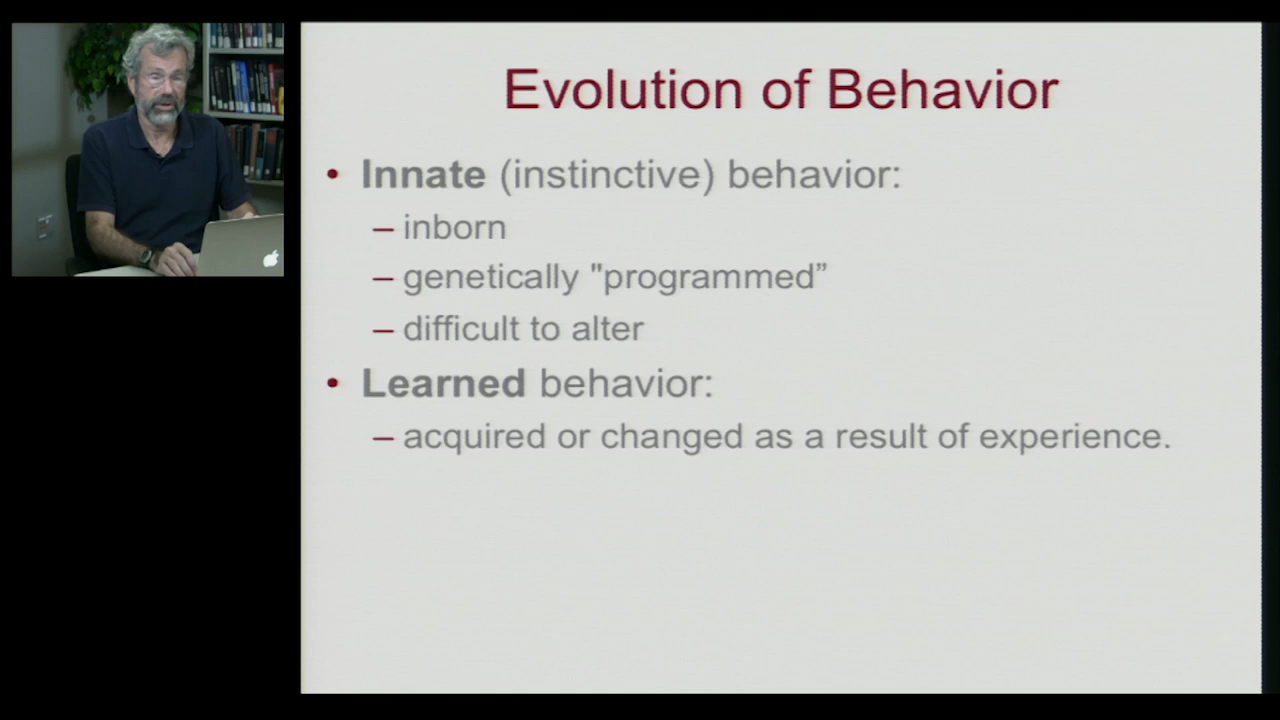 Evolution of Behavior
• Innate (instinctive) behavior:
– inborn
– genetically "programmed”
– difficult to alter
• Learned behavior:
– acquired or changed as a result of experience.